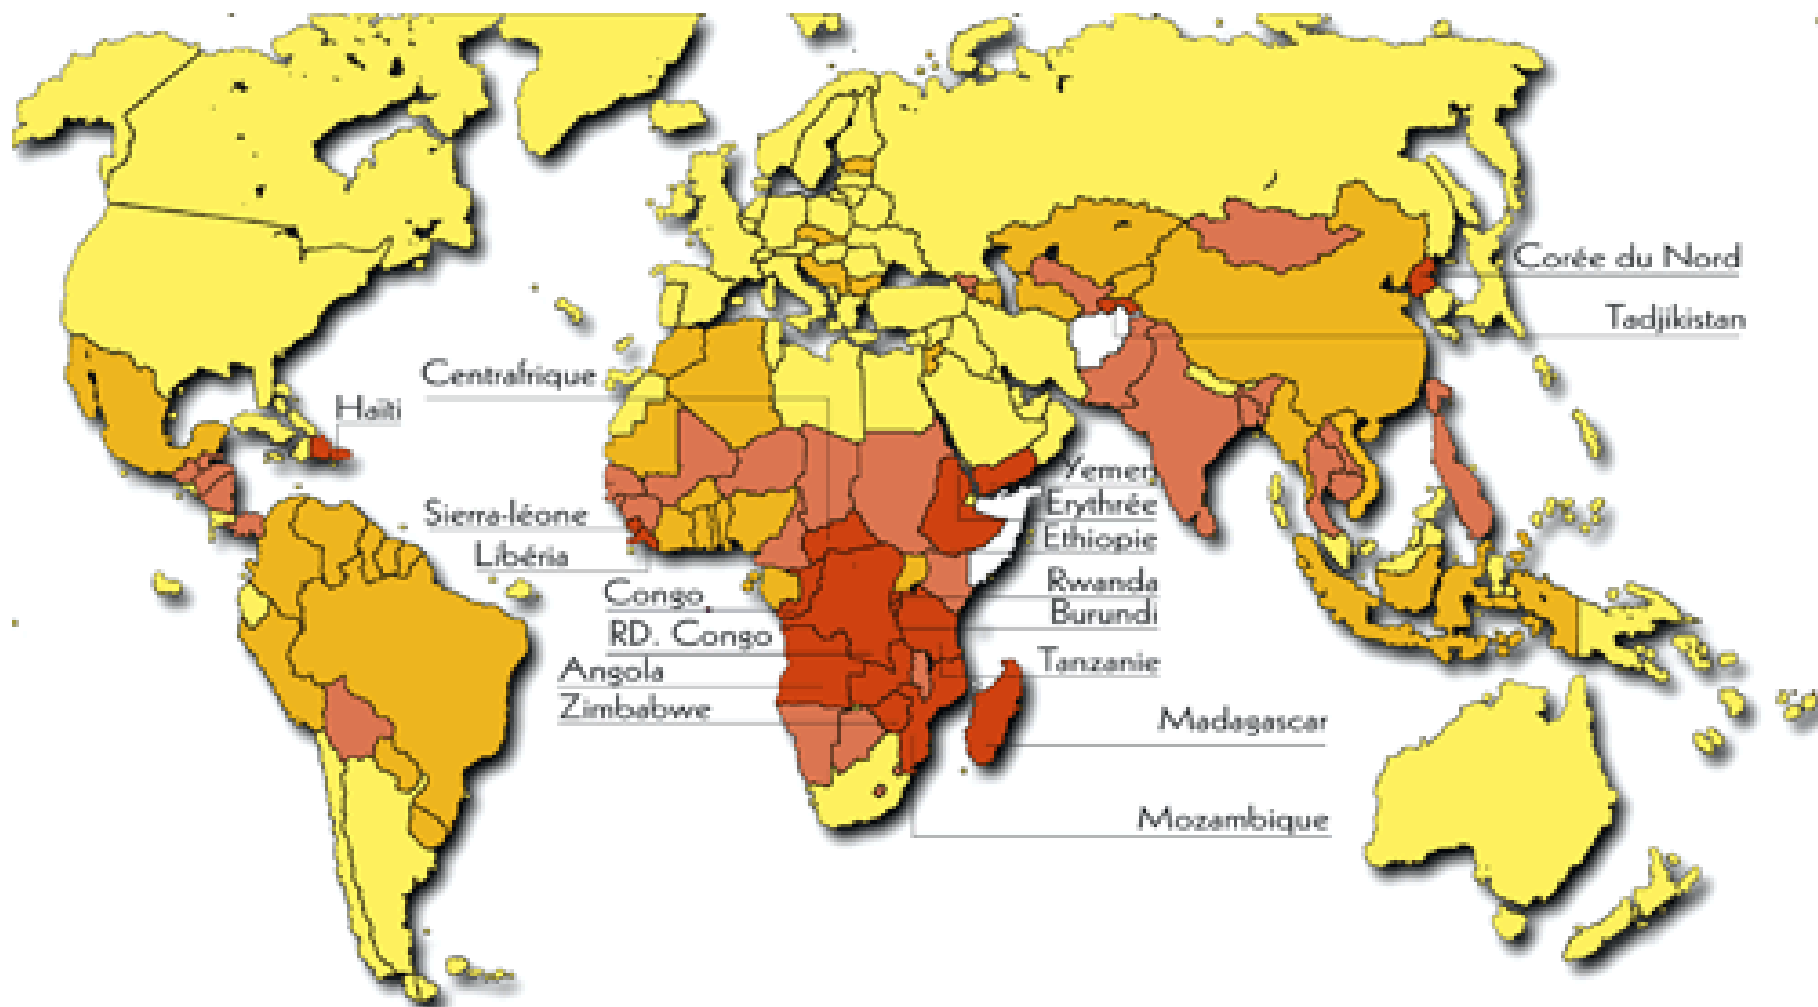 Corée du Nord
Tadjikistan
Centrafrique
Haïti
Yemen
Sierra-léone
Erythrée
Libéria
Ethiopie
Congo
Rwanda
Burundi
RD. Congo
Angola
Tanzanie
Zimbabwe
Madagascar
Mozambique